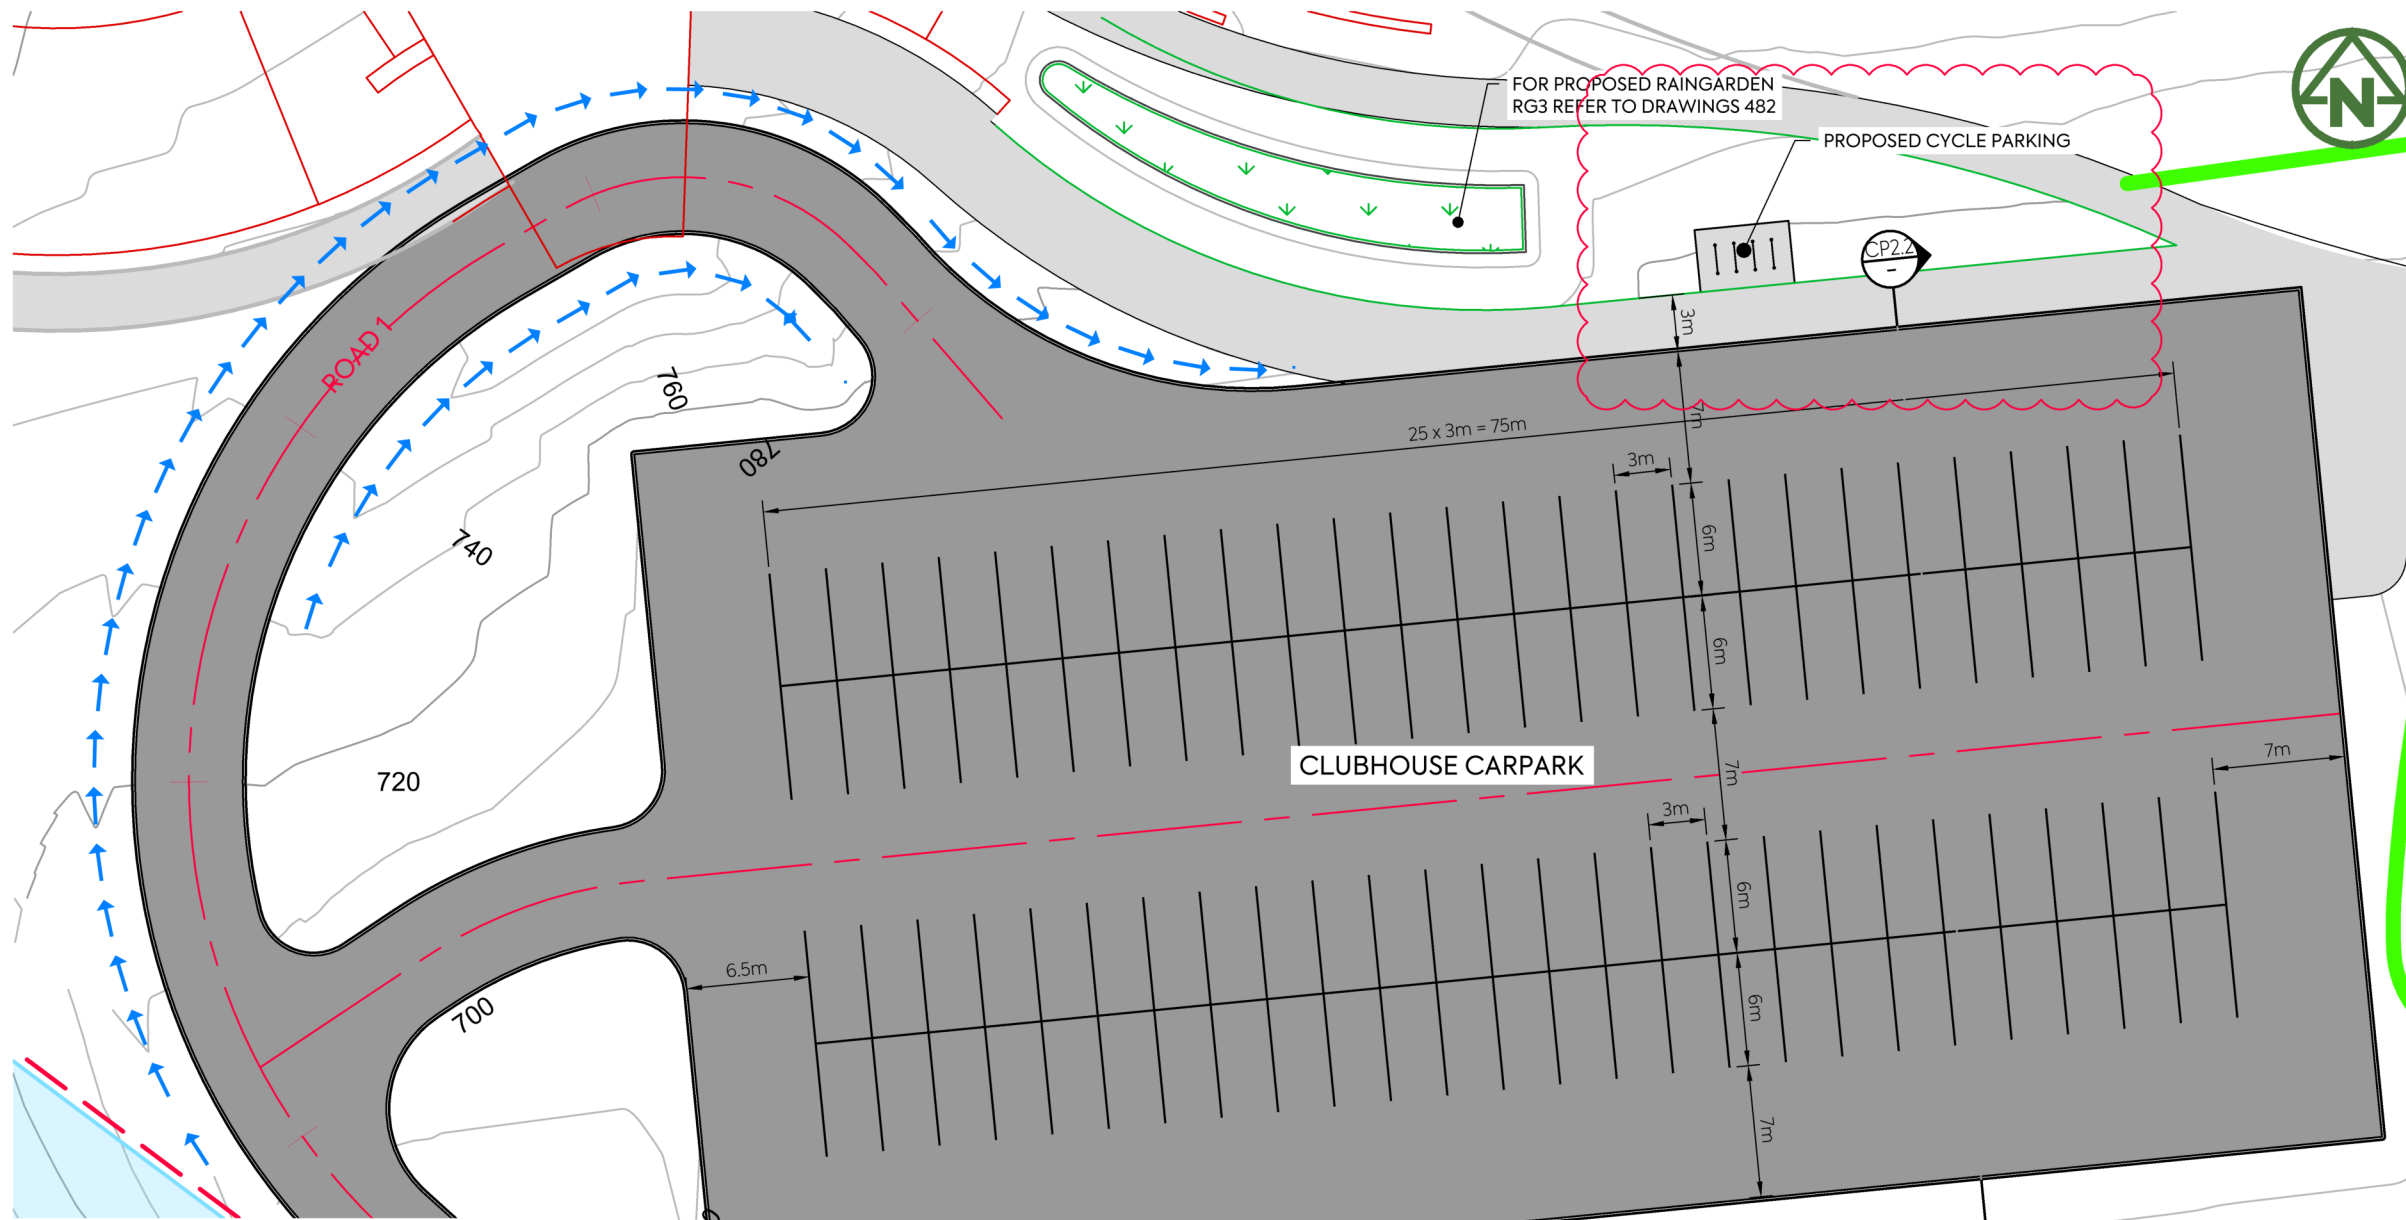 FOR PROPOSED RAINGARDEN
RG3 REFER TO DRAWINGS 482
N
PROPOSED CYCLE PARKING
CP2.2
-
3m
ROAD 1
760
7m
25 x 3m = 75m
780
3m
6m
740
6m
CLUBHOUSE CARPARK
7m
7m
720
3m
6m
6.5m
6m
700
7m